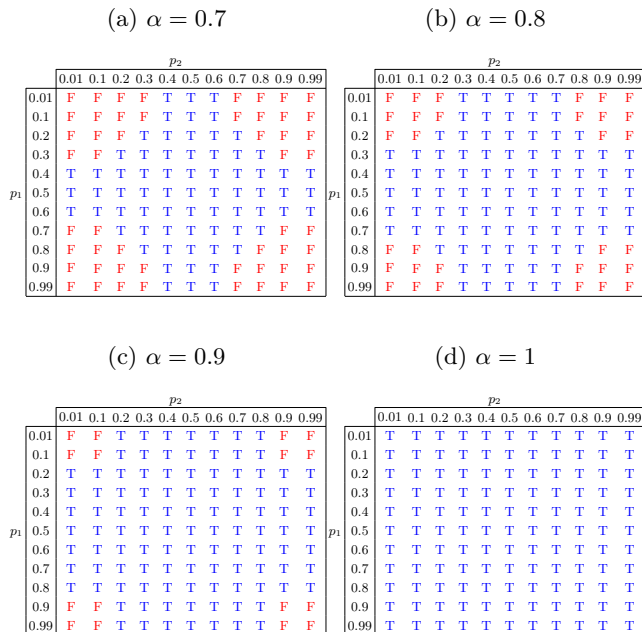 (a) α = 0.7
p₂
0.01 0.1 0.2 0.3 0.4 0.5 0.6 0.7 0.8 0.9 0.99
0.01 F F F F T T T F F F F
0.1 F F F F T T T F F F F
0.2 F F F T T T T T F F F
0.3 F F T T T T T T T F F
0.4 T T T T T T T T T T T
p₁ 0.5 T T T T T T T T T T T
0.6 T T T T T T T T T T T
0.7 F F T T T T T T T F F
0.8 F F F T T T T T F F F
0.9 F F F F T T T F F F F
0.99 F F F F T T T F F F F
(b) α = 0.8
p₂
0.01 0.1 0.2 0.3 0.4 0.5 0.6 0.7 0.8 0.9 0.99
0.01 F F F T T T T T F F F
0.1 F F F T T T T T F F F
0.2 F F T T T T T T T F F
0.3 T T T T T T T T T T T
0.4 T T T T T T T T T T T
p₁ 0.5 T T T T T T T T T T T
0.6 T T T T T T T T T T T
0.7 T T T T T T T T T T T
0.8 F F T T T T T T T F F
0.9 F F F T T T T T F F F
0.99 F F F T T T T T F F F
(c) α = 0.9
p₂
0.01 0.1 0.2 0.3 0.4 0.5 0.6 0.7 0.8 0.9 0.99
0.01 F F T T T T T T T F F
0.1 F F T T T T T T T F F
0.2 T T T T T T T T T T T
0.3 T T T T T T T T T T T
0.4 T T T T T T T T T T T
p₁ 0.5 T T T T T T T T T T T
0.6 T T T T T T T T T T T
0.7 T T T T T T T T T T T
0.8 T T T T T T T T T T T
0.9 F F T T T T T T T F F
0.99 F F T T T T T T T F F
(d) α = 1
p₂
0.01 0.1 0.2 0.3 0.4 0.5 0.6 0.7 0.8 0.9 0.99
0.01 T T T T T T T T T T T
0.1 T T T T T T T T T T T
0.2 T T T T T T T T T T T
0.3 T T T T T T T T T T T
0.4 T T T T T T T T T T T
p₁ 0.5 T T T T T T T T T T T
0.6 T T T T T T T T T T T
0.7 T T T T T T T T T T T
0.8 T T T T T T T T T T T
0.9 T T T T T T T T T T T
0.99 T T T T T T T T T T T